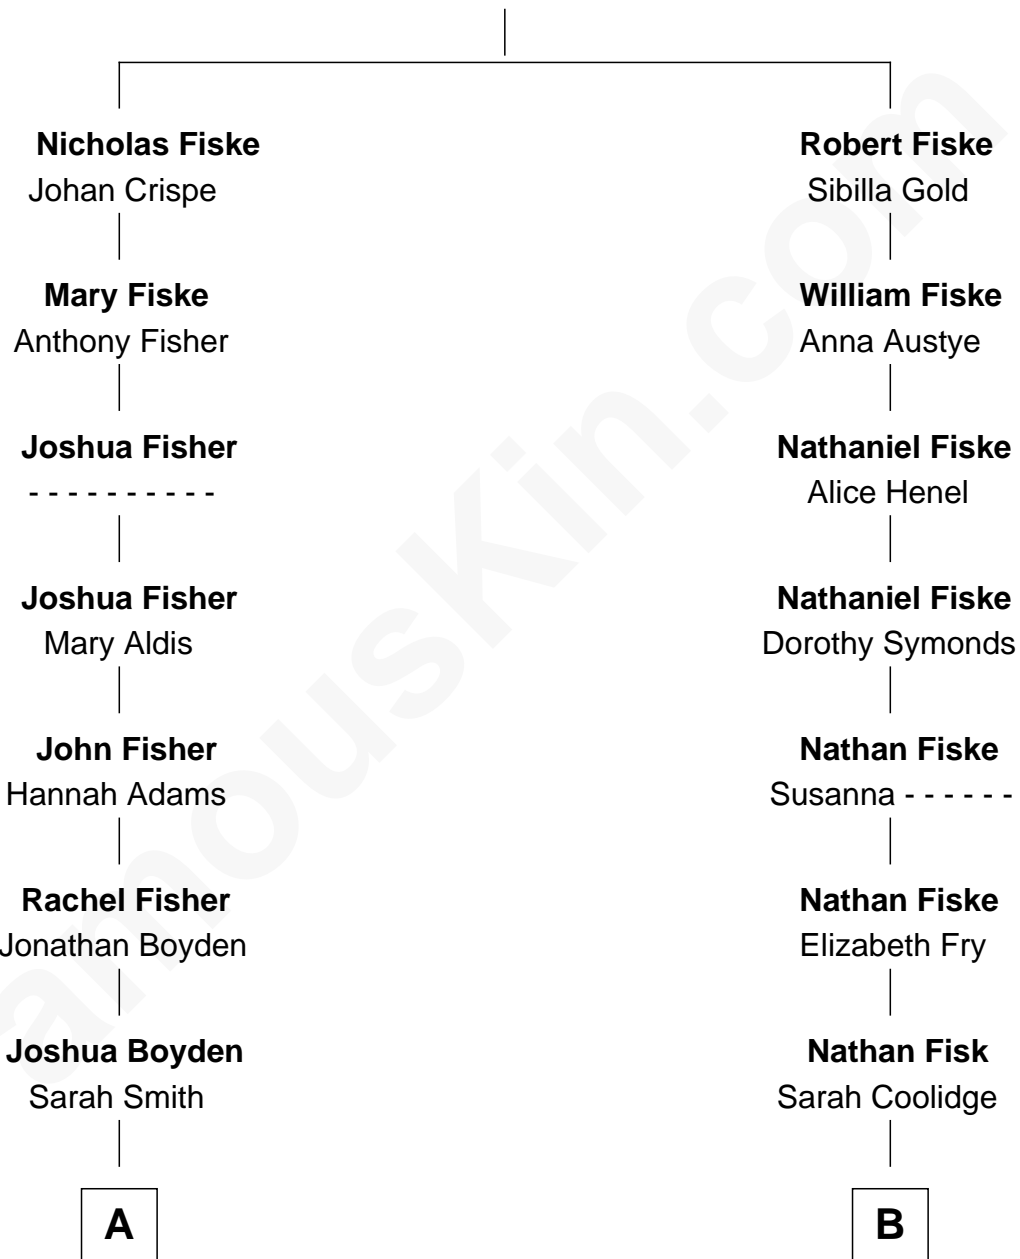 Nicholas Fiske
Johan Crispe
Robert Fiske
Sibilla Gold
Mary Fiske
Anthony Fisher
William Fiske
Anna Austye
Joshua Fisher
- - - - - - - - - -
Nathaniel Fiske
Alice Henel
Joshua Fisher
Mary Aldis
Nathaniel Fiske
Dorothy Symonds
John Fisher
Hannah Adams
Nathan Fiske
Susanna - - - - - -
Rachel Fisher
Jonathan Boyden
Nathan Fiske
Elizabeth Fry
Joshua Boyden
Sarah Smith
Nathan Fisk
Sarah Coolidge
A
B
amousKin.com